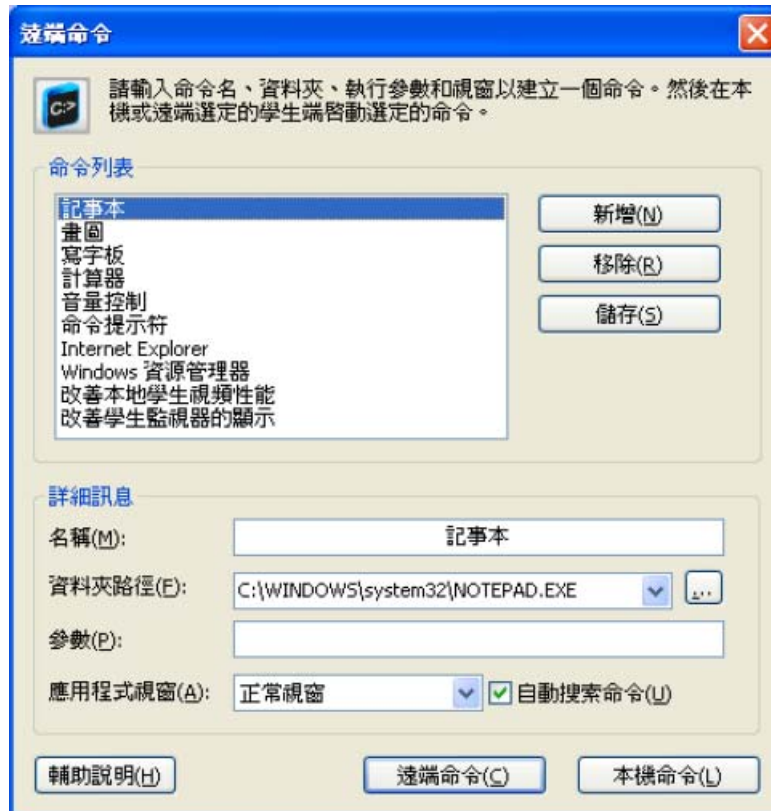 遠端命令
請輸入命令名、資料夾、執行參數和視窗以建立一個命令。然後在本
機或遠端選定的學生端啓動選定的命令。
命令列表
記事本
畫圖
寫字板
計算器
音量控制
命令提示符
Internet Explorer
Windows 資源管理器
改善本地學生視頻性能
改善學生監視器的顯示
新增(N)
移除(R)
儲存(S)
詳細訊息
名稱(M): 記事本
資料夾路徑(F): C:\WINDOWS\system32\NOTEPAD.EXE ...
參數(P):
應用程式視窗(A): 正常視窗 自動搜索命令(U)
輔助說明(H) 遠端命令(C) 本機命令(L)